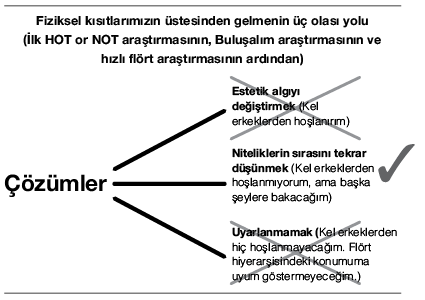 Fiziksel kısıtlarımızın üstesinden gelmenin üç olası yolu
(İlk HOT or NOT araştırmasının, Buluşalım araştırmasının ve
hızlı flört araştırmasının ardından)
Estetik algıyı
değiştirmek (Kel
erkeklerden hoşlanırım)
Çözümler
Niteliklerin sırasını tekrar
düşünmek (Kel erkeklerden
hoşlanmıyorum, ama başka
şeylere bakacağım)
Uyarlanmamak (Kel erkeklerden
hiç hoşlanmayacağım. Flört
hiyerarşisindeki konumuma
uyum göstermeyeceğim.)